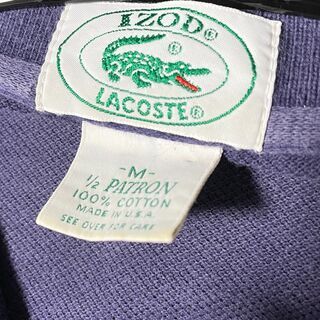 IZOD®
®
LACOSTE®
-M-
½ PATRON
100% COTTON
MADE IN U.S.A.
SEE OVER FOR CARE